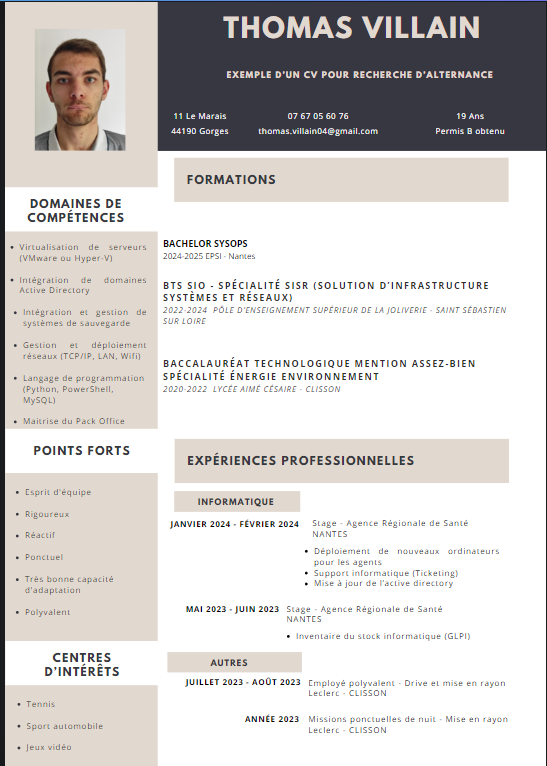 THOMAS VILLAIN
EXEMPLE D'UN CV POUR RECHERCHE D'ALTERNANCE
11 Le Marais
44190 Gorges
07 67 05 60 76
thomas.villain04@gmail.com
19 Ans
Permis B obtenu
DOMAINES DE
COMPÉTENCES
• Virtualisation de serveurs
(VMware ou Hyper-V)
• Intégration de domaines
Active Directory
• Intégration et gestion de
systèmes de sauvegarde
• Gestion et déploiement
réseaux (TCP/IP, LAN, Wifi)
• Langage de programmation
(Python, PowerShell,
MySQL)
• Maitrise du Pack Office
POINTS FORTS
• Esprit d'équipe
• Rigoureux
• Réactif
• Ponctuel
• Très bonne capacité
d'adaptation
• Polyvalent
CENTRES
D'INTÉRÊTS
• Tennis
• Sport automobile
• Jeux vidéo
FORMATIONS
BACHELOR SYSOPS
2024-2025 EPSI - Nantes
BTS SIO - SPÉCIALITÉ SISR (SOLUTION D'INFRASTRUCTURE
SYSTÈMES ET RÉSEAUX)
2022-2024 PÔLE D'ENSEIGNEMENT SUPÉRIEUR DE LA JOLIVERIE - SAINT SÉBASTIEN
SUR LOIRE
BACCALAURÉAT TECHNOLOGIQUE MENTION ASSEZ-BIEN
SPÉCIALITÉ ÉNERGIE ENVIRONNEMENT
2020-2022 LYCÉE AIMÉ CÉSAIRE - CLISSON
EXPÉRIENCES PROFESSIONNELLES
INFORMATIQUE
JANVIER 2024 - FÉVRIER 2024
Stage - Agence Régionale de Santé
NANTES
• Déploiement de nouveaux ordinateurs
pour les agents
• Support informatique (Ticketing)
• Mise à jour de l'active directory
MAI 2023 - JUIN 2023
Stage - Agence Régionale de Santé
NANTES
• Inventaire du stock informatique (GLPI)
AUTRES
JUILLET 2023 - AOÛT 2023
Employé polyvalent - Drive et mise en rayon
Leclerc - CLISSON
ANNÉE 2023
Missions ponctuelles de nuit - Mise en rayon
Leclerc - CLISSON